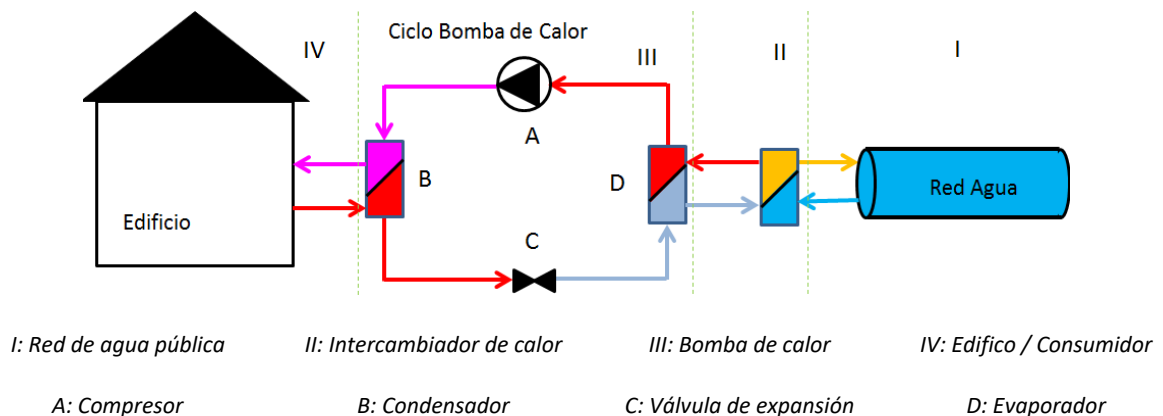 Ciclo Bomba de Calor
IV
III
II
I
A
B
D
C
Edificio
Red Agua
I: Red de agua pública
II: Intercambiador de calor
III: Bomba de calor
IV: Edifico / Consumidor
A: Compresor
B: Condensador
C: Válvula de expansión
D: Evaporador